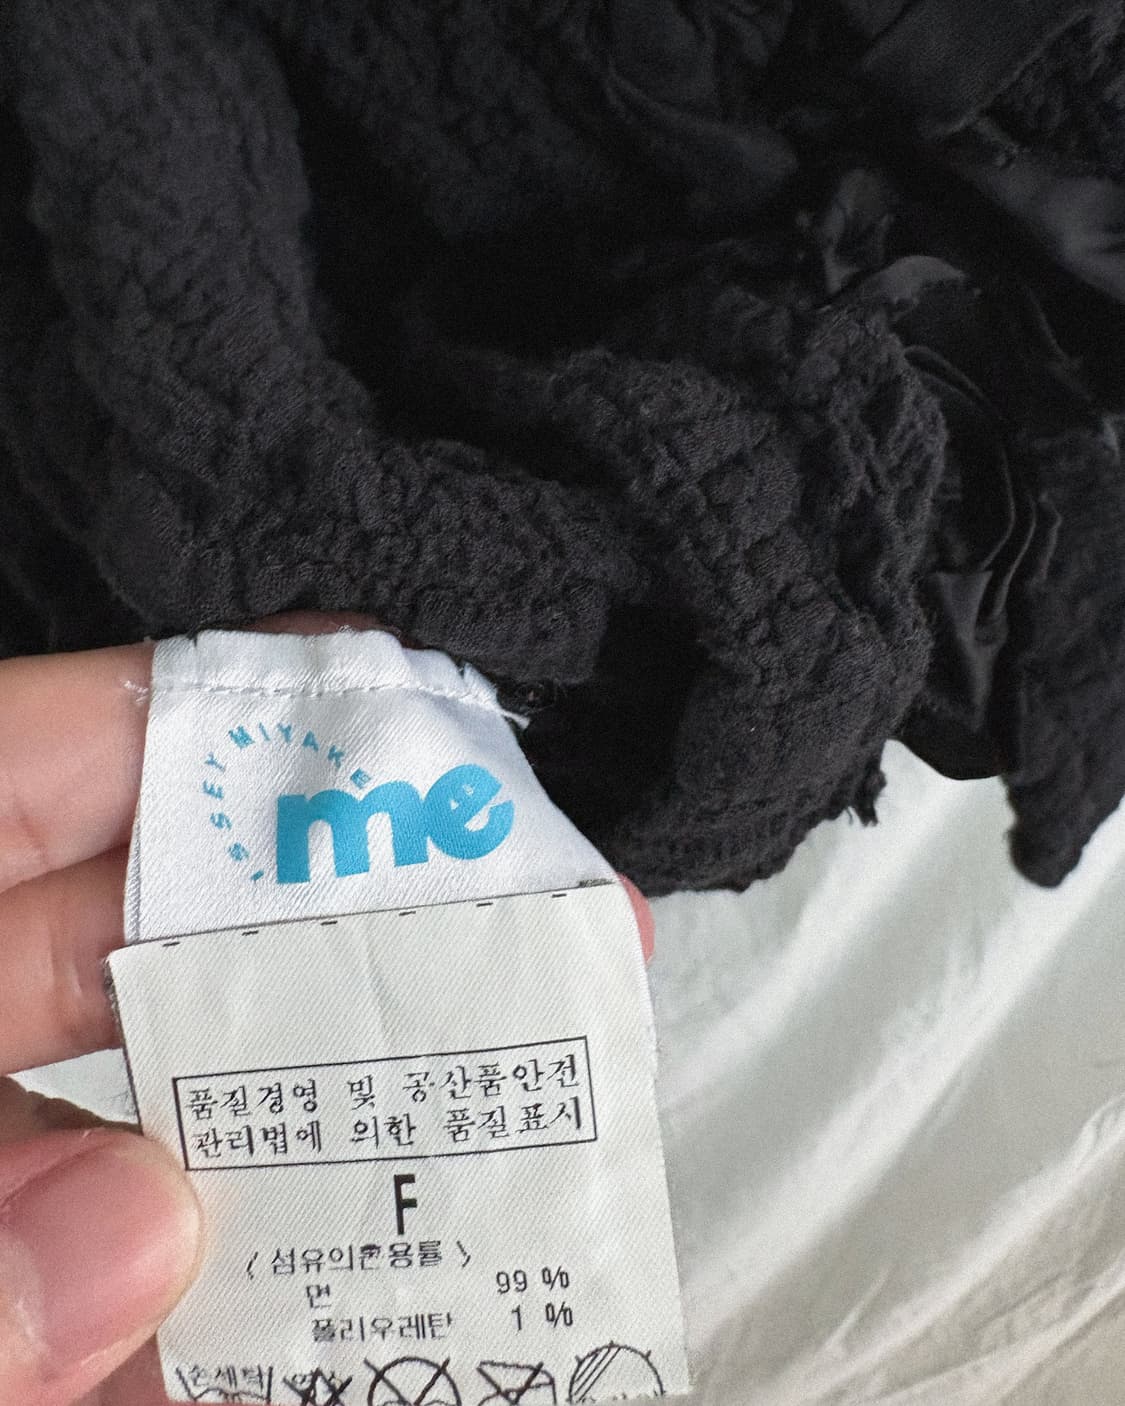 ISSEY MIYAKE
me
품질경영 및 공산품안전
관리법에 의한 품질표시
F
( 섬유의혼용률 )
면 99 %
폴리우레탄 1 %
손세탁